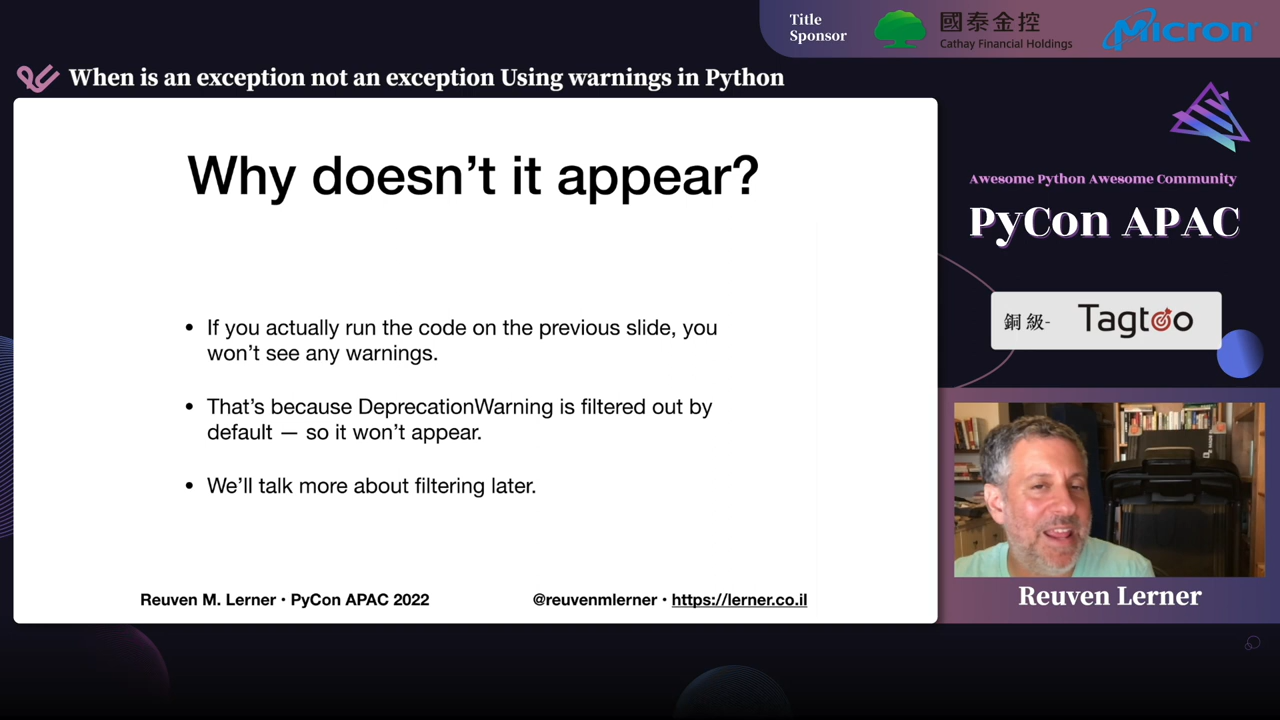 Title
Sponsor
國泰金控
Cathay Financial Holdings
Micron
When is an exception not an exception Using warnings in Python
Why doesn’t it appear?
• If you actually run the code on the previous slide, you
won’t see any warnings.
• That’s because DeprecationWarning is filtered out by
default — so it won’t appear.
• We’ll talk more about filtering later.
Reuven M. Lerner • PyCon APAC 2022
@reuvenmlerner • https://lerner.co.il
Awesome Python Awesome Community
PyCon APAC
銅級-
Tagtoo
Reuven Lerner